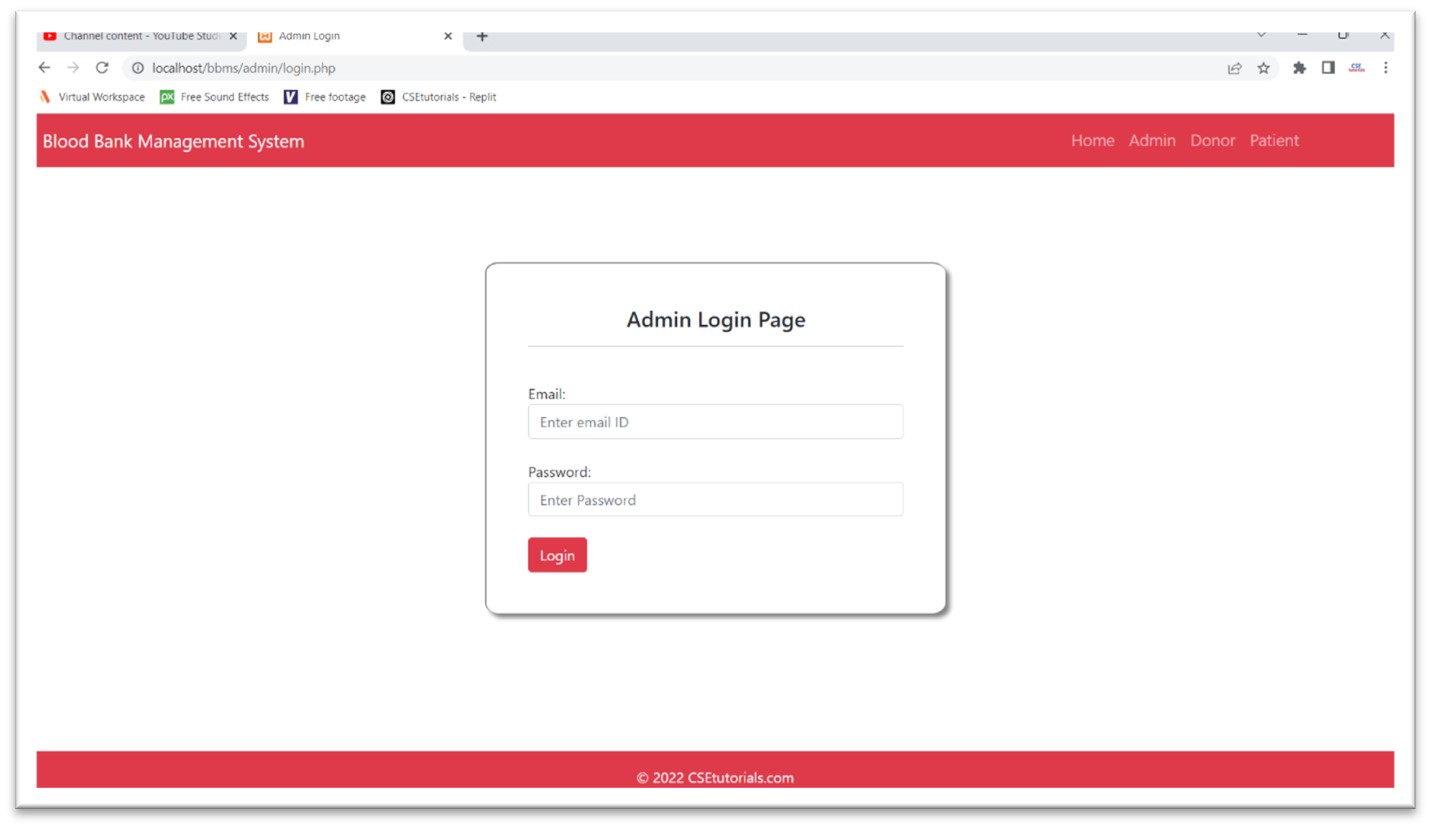 Channel content - YouTube Studi Admin Login
localhost/bbms/admin/login.php
Virtual Workspace Free Sound Effects Free footage CSEtutorials - Replit
Blood Bank Management System Home Admin Donor Patient
Admin Login Page
Email:
Enter email ID
Password:
Enter Password
Login
© 2022 CSEtutorials.com